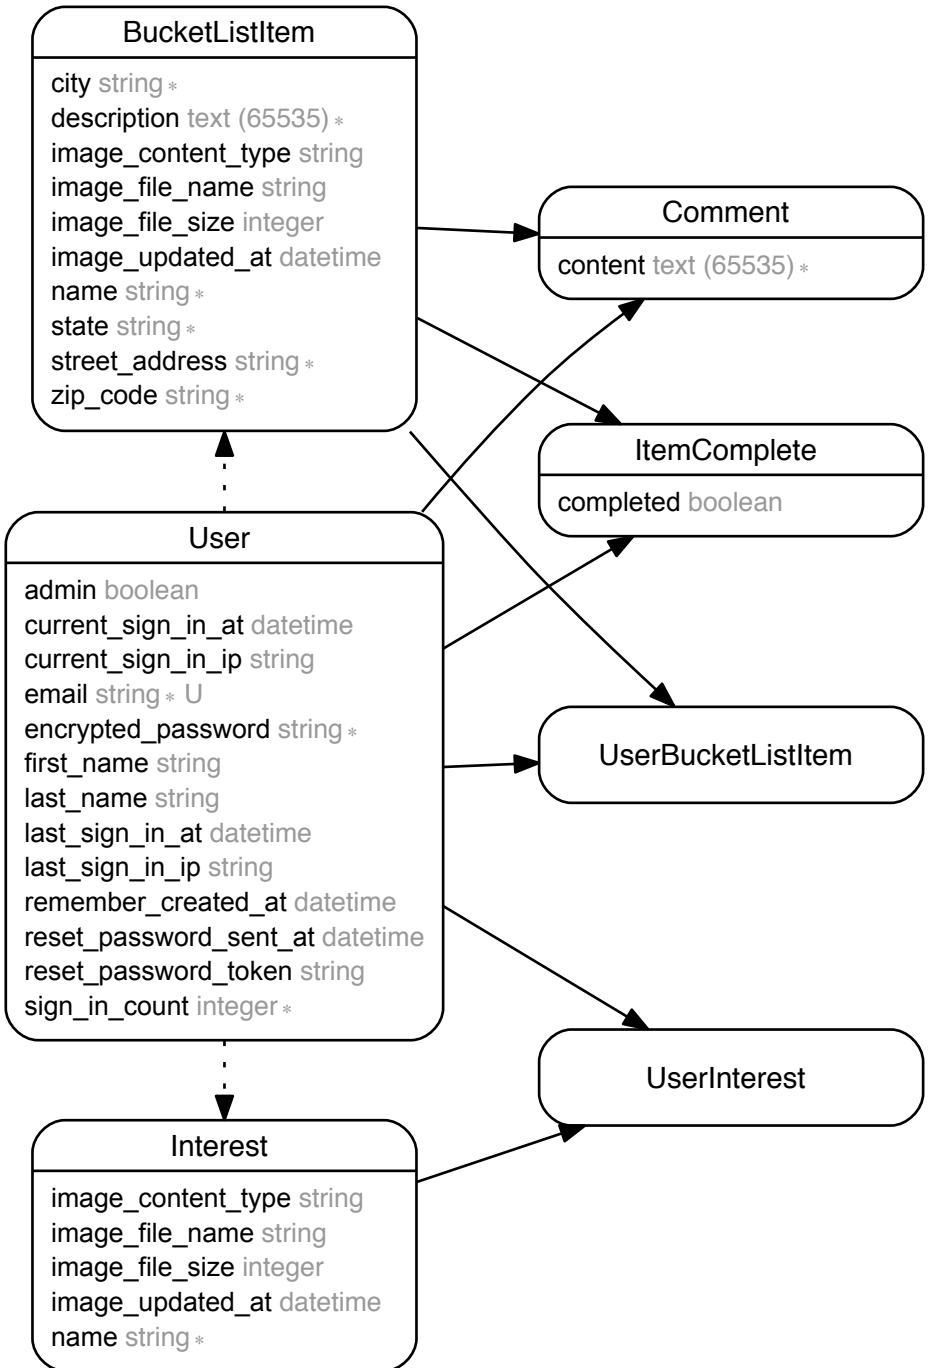 BucketListItem
city string ∗
description text (65535) ∗
image_content_type string
image_file_name string
image_file_size integer
image_updated_at datetime
name string ∗
state string ∗
street_address string ∗
zip_code string ∗
Comment
content text (65535) ∗
ItemComplete
completed boolean
User
admin boolean
current_sign_in_at datetime
current_sign_in_ip string
email string ∗ U
encrypted_password string ∗
first_name string
last_name string
last_sign_in_at datetime
last_sign_in_ip string
remember_created_at datetime
reset_password_sent_at datetime
reset_password_token string
sign_in_count integer ∗
UserBucketListItem
UserInterest
Interest
image_content_type string
image_file_name string
image_file_size integer
image_updated_at datetime
name string ∗